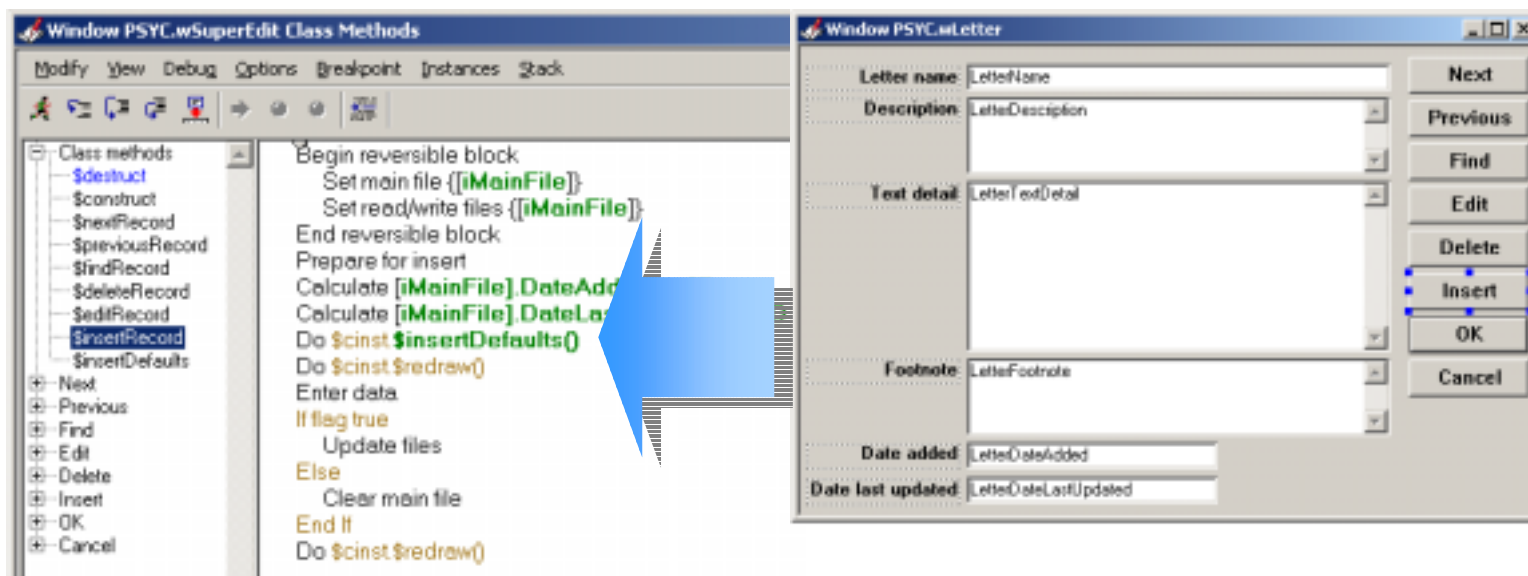 Window PSYC.wSuperEdit Class Methods
Modify View Debug Options Breakpoint Instances Stack
Class methods
$destruct
$construct
$nextRecord
$previousRecord
$findRecord
$deleteRecord
$editRecord
$insertRecord
$insertDefaults
Next
Previous
Find
Edit
Delete
Insert
OK
Cancel
Begin reversible block
Set main file {[iMainFile]}
Set read/write files {[iMainFile]}
End reversible block
Prepare for insert
Calculate [iMainFile].DateAdd
Calculate [iMainFile].DateLas
Do $cinst.$insertDefaults()
Do $cinst.$redraw()
Enter data
If flag true
Update files
Else
Clear main file
End If
Do $cinst.$redraw()
Window PSYC.wLetter
Letter name LetterName
Description LetterDescription
Text detail LetterTextDetail
Footnote LetterFootnote
Date added LetterDateAdded
Date last updated LetterDateLastUpdated
Next
Previous
Find
Edit
Delete
Insert
OK
Cancel